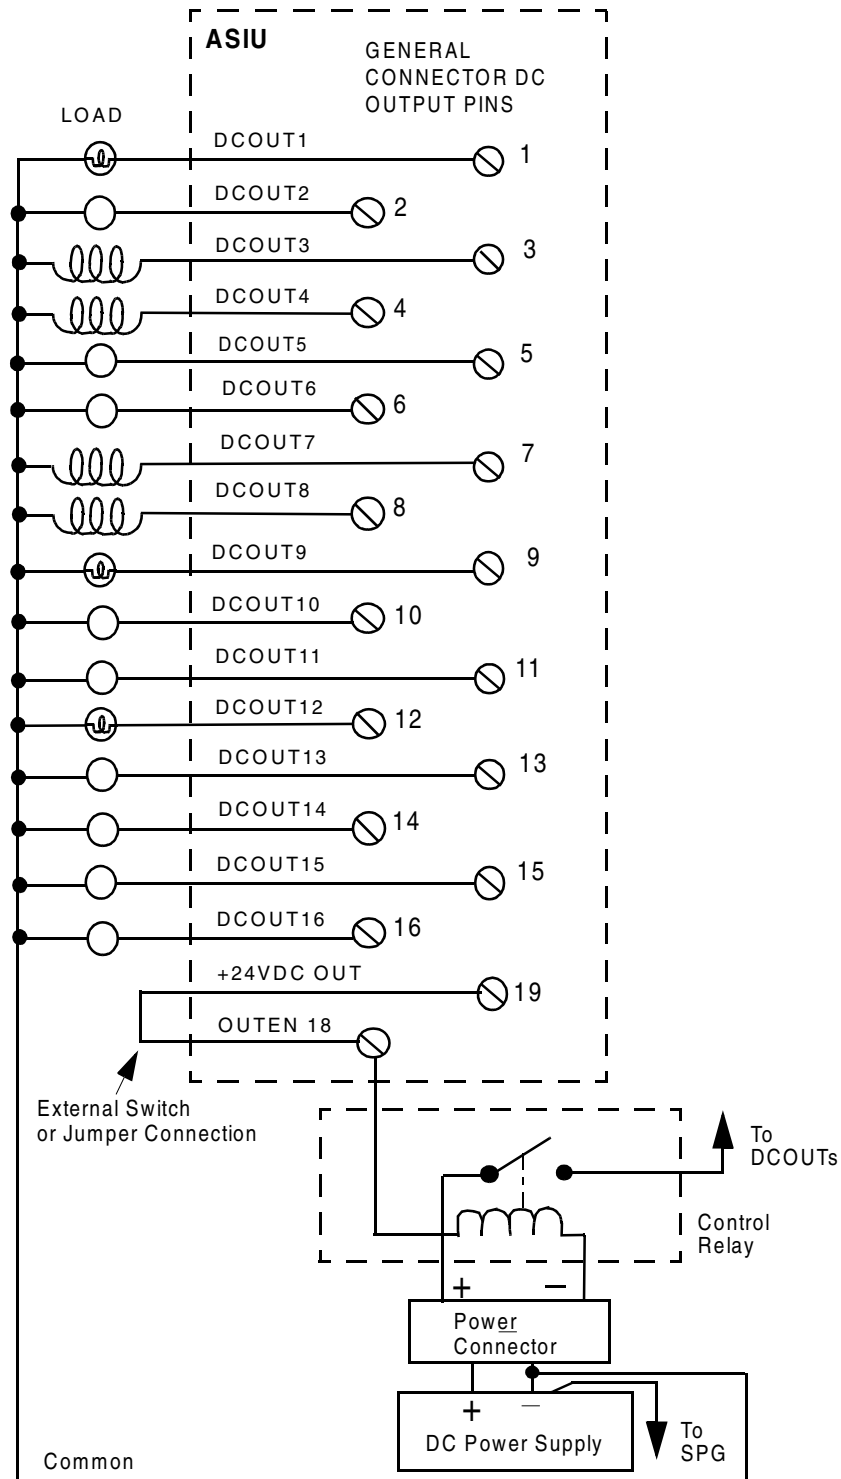 ASIU
GENERAL
CONNECTOR DC
OUTPUT PINS
LOAD
DCOUT1 1
DCOUT2 2
DCOUT3 3
DCOUT4 4
DCOUT5 5
DCOUT6 6
DCOUT7 7
DCOUT8 8
DCOUT9 9
DCOUT10 10
DCOUT11 11
DCOUT12 12
DCOUT13 13
DCOUT14 14
DCOUT15 15
DCOUT16 16
+24VDC OUT 19
OUTEN 18
External Switch
or Jumper Connection
To
DCOUTs
Control
Relay
+ −
Power
Connector
+ −
DC Power Supply
To
SPG
Common